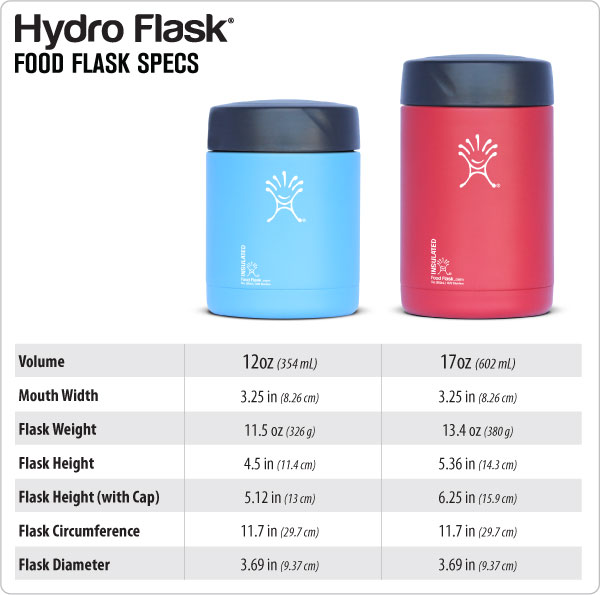 Hydro Flask®
FOOD FLASK SPECS
®
®
INSULATED
Food Flask
INSULATED
Food Flask
Volume 12oz (354 mL) 17oz (602 mL)
Mouth Width 3.25 in (8.26 cm) 3.25 in (8.26 cm)
Flask Weight 11.5 oz (326 g) 13.4 oz (380 g)
Flask Height 4.5 in (11.4 cm) 5.36 in (14.3 cm)
Flask Height (with Cap) 5.12 in (13 cm) 6.25 in (15.9 cm)
Flask Circumference 11.7 in (29.7 cm) 11.7 in (29.7 cm)
Flask Diameter 3.69 in (9.37 cm) 3.69 in (9.37 cm)